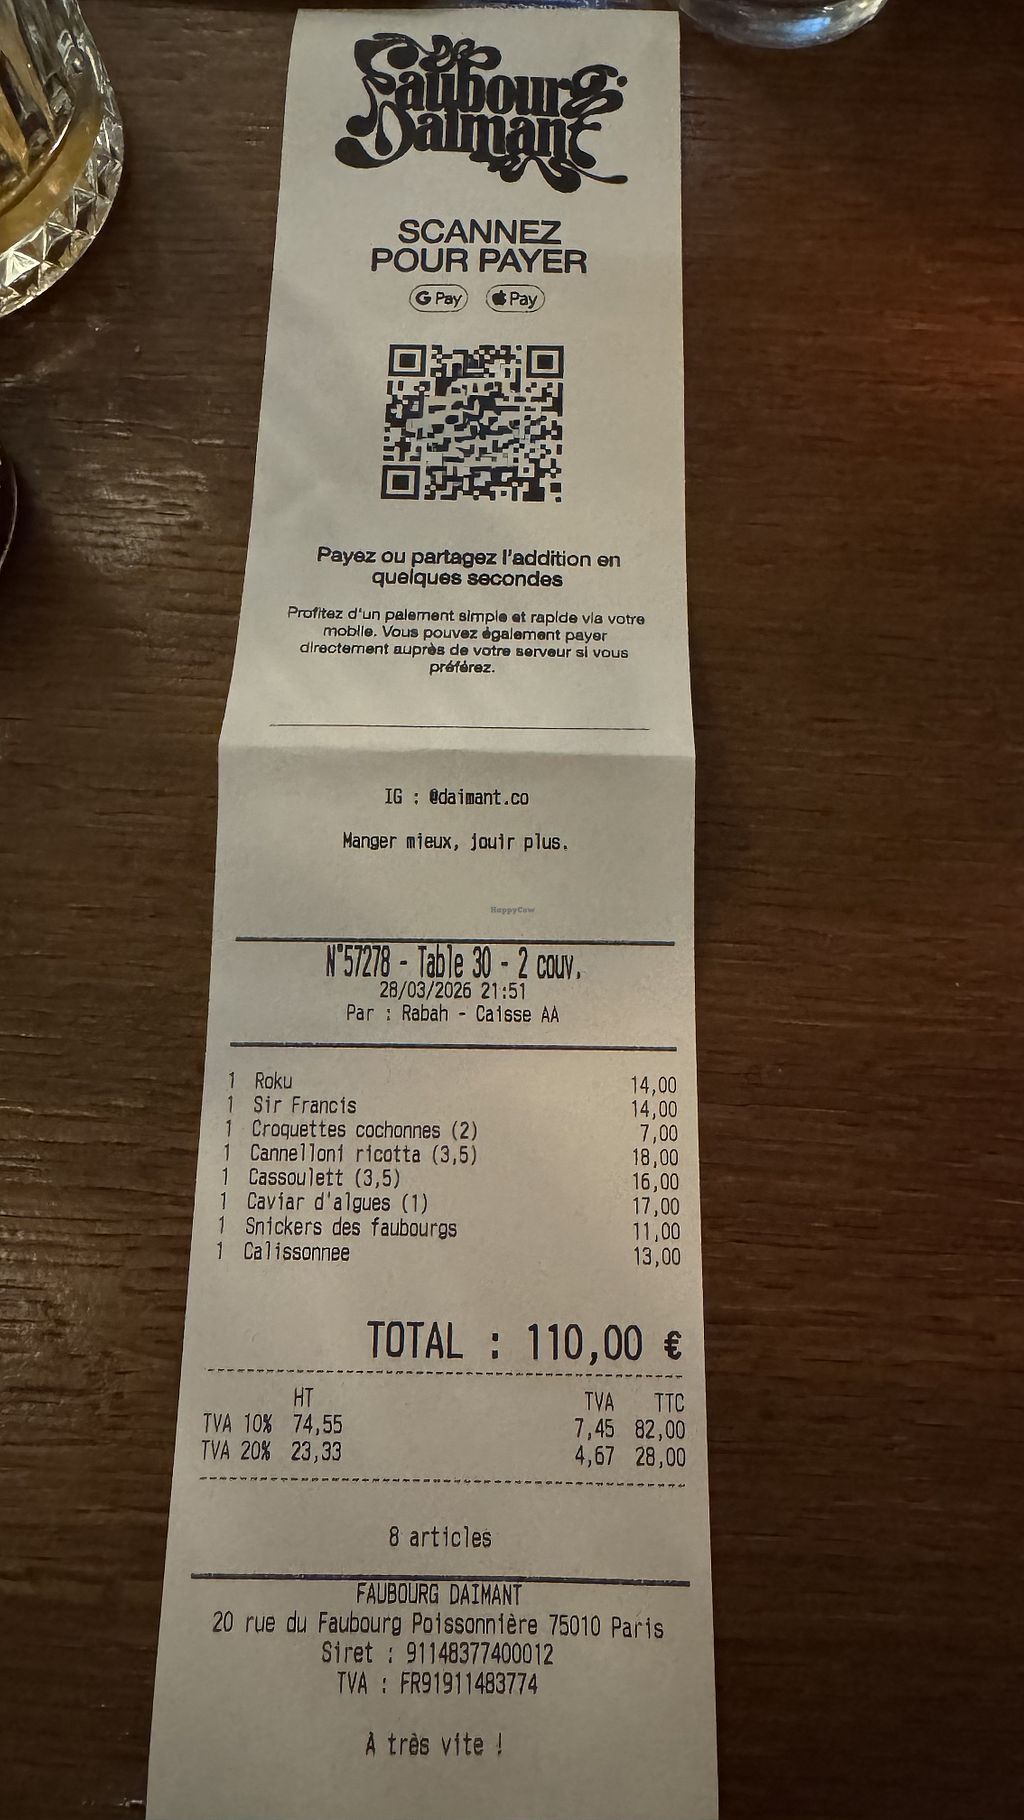 Le
Faubourg
Daimant
SCANNEZ
POUR PAYER
G Pay Pay
Payez ou partagez l'addition en
quelques secondes
Profitez d'un paiement simple et rapide via votre
mobile. Vous pouvez également payer
directement auprès de votre serveur si vous
préférez.
IG : @daimant.co
Manger mieux, jouir plus.
HappyCow
N°57278 - Table 30 - 2 couv.
28/03/2026 21:51
Par : Rabah - Caisse AA
1 Roku 14,00
1 Sir Francis 14,00
1 Croquettes cochonnes (2) 7,00
1 Cannelloni ricotta (3,5) 18,00
1 Cassoulett (3,5) 16,00
1 Caviar d'algues (1) 17,00
1 Snickers des faubourgs 11,00
1 Calissonnee 13,00
TOTAL : 110,00 €
HT TVA TTC
TVA 10% 74,55 7,45 82,00
TVA 20% 23,33 4,67 28,00
8 articles
FAUBOURG DAIMANT
20 rue du Faubourg Poissonnière 75010 Paris
Siret : 91148377400012
TVA : FR91911483774
A très vite !